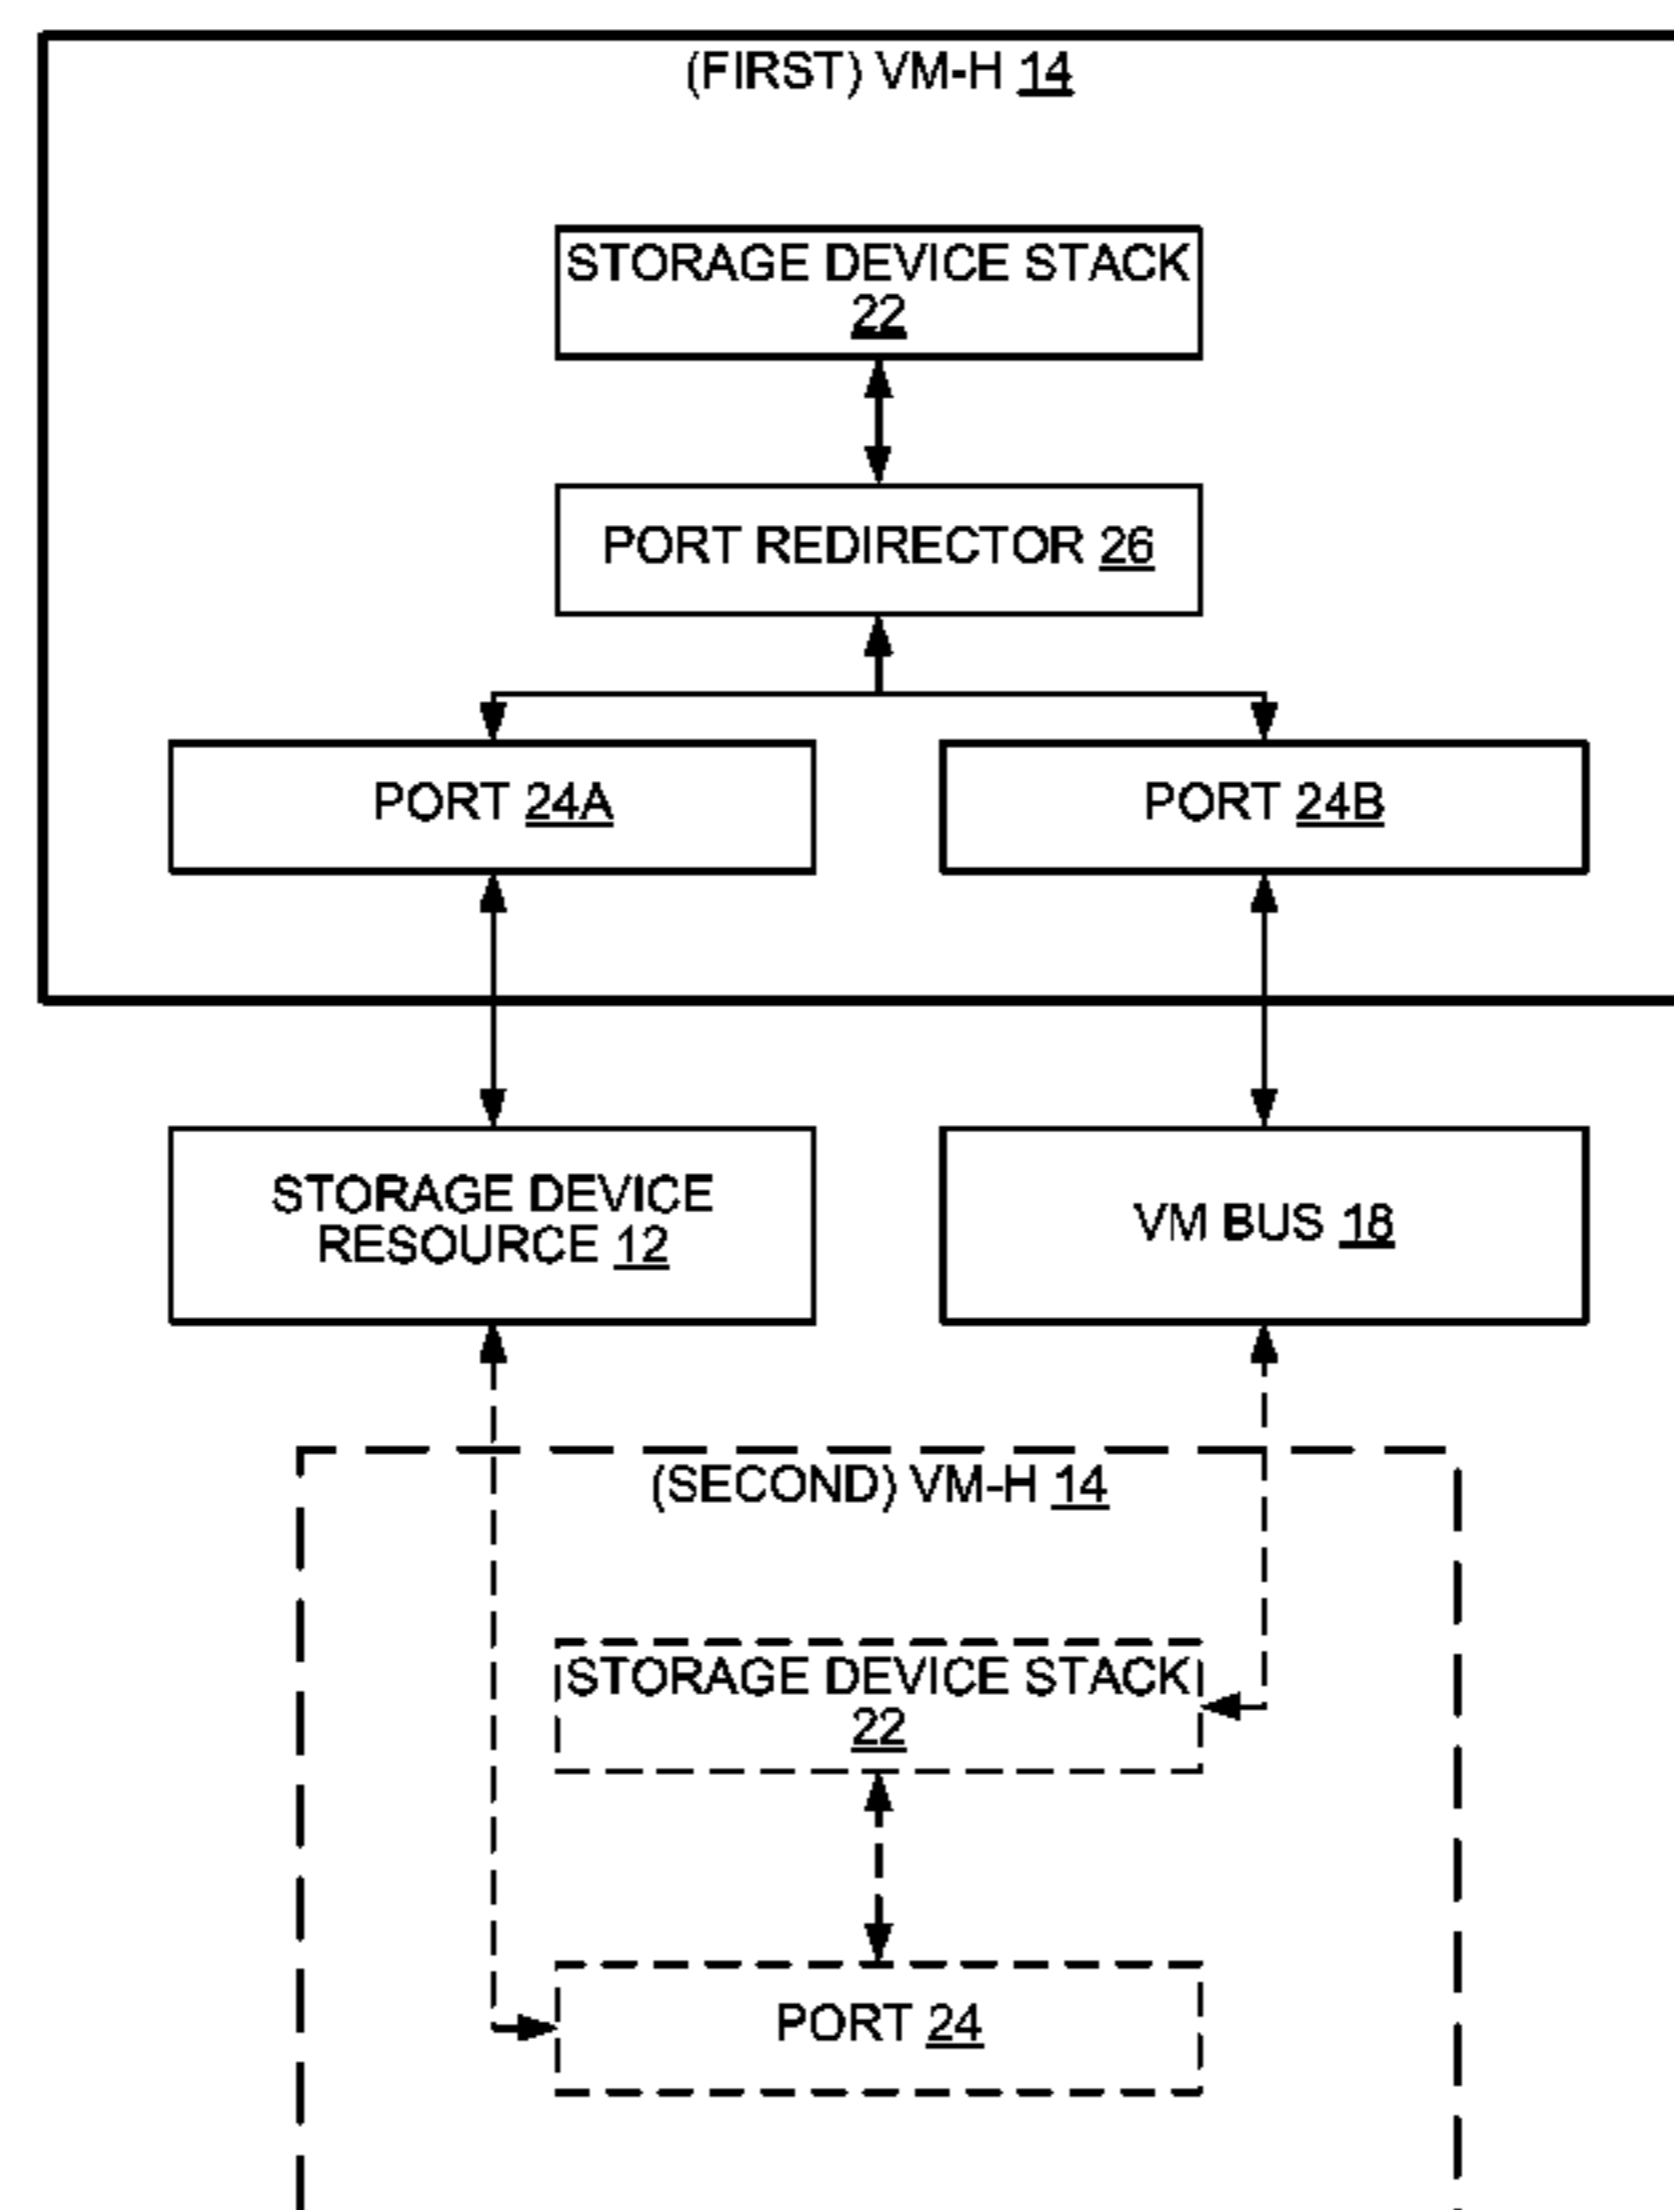 (FIRST) VM-H 14
STORAGE DEVICE STACK
22
PORT REDIRECTOR 26
PORT 24A
PORT 24B
STORAGE DEVICE
RESOURCE 12
VM BUS 18
(SECOND) VM-H 14
STORAGE DEVICE STACK
22
PORT 24